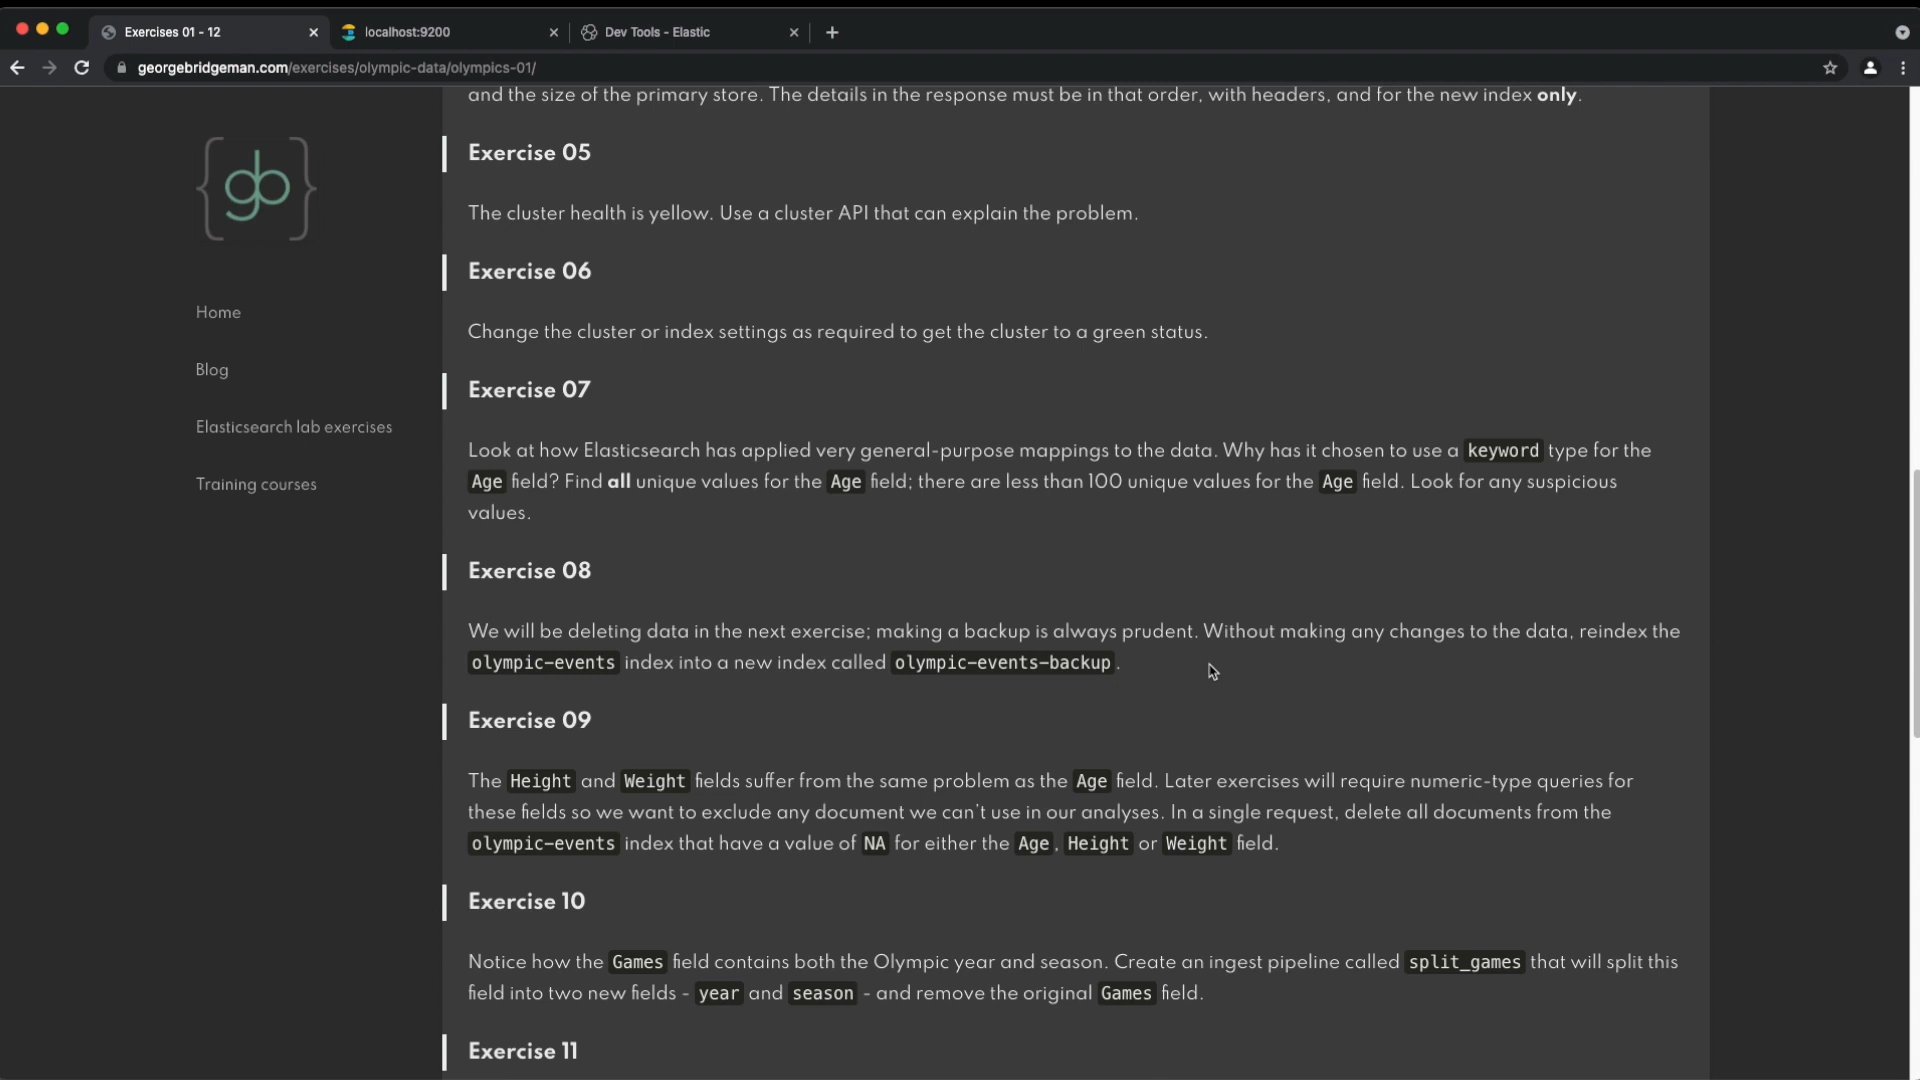 Exercises 01 - 12
localhost:9200
Dev Tools - Elastic
georgebridgeman.com/exercises/olympic-data/olympics-01/
gb
Home
Blog
Elasticsearch lab exercises
Training courses
and the size of the primary store. The details in the response must be in that order, with headers, and for the new index only.
Exercise 05
The cluster health is yellow. Use a cluster API that can explain the problem.
Exercise 06
Change the cluster or index settings as required to get the cluster to a green status.
Exercise 07
Look at how Elasticsearch has applied very general-purpose mappings to the data. Why has it chosen to use a keyword type for the
Age field? Find all unique values for the Age field; there are less than 100 unique values for the Age field. Look for any suspicious
values.
Exercise 08
We will be deleting data in the next exercise; making a backup is always prudent. Without making any changes to the data, reindex the
olympic-events index into a new index called olympic-events-backup.
Exercise 09
The Height and Weight fields suffer from the same problem as the Age field. Later exercises will require numeric-type queries for
these fields so we want to exclude any document we can't use in our analyses. In a single request, delete all documents from the
olympic-events index that have a value of NA for either the Age, Height or Weight field.
Exercise 10
Notice how the Games field contains both the Olympic year and season. Create an ingest pipeline called split_games that will split this
field into two new fields - year and season - and remove the original Games field.
Exercise 11